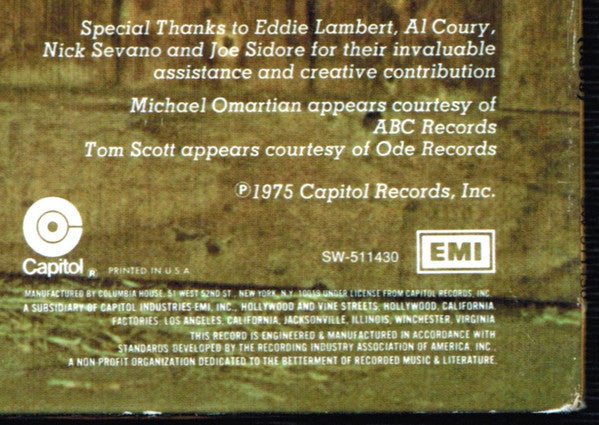 Special Thanks to Eddie Lambert, Al Coury,
Nick Sevano and Joe Sidore for their invaluable
assistance and creative contribution
Michael Omartian appears courtesy of
ABC Records
Tom Scott appears courtesy of Ode Records
℗1975 Capitol Records, Inc.
SW-511430 EMI
Capitol® PRINTED IN U S A
MANUFACTURED BY COLUMBIA HOUSE, 51 WEST 52ND ST., NEW YORK, N.Y. 10019 UNDER LICENSE FROM CAPITOL RECORDS, INC.
A SUBSIDIARY OF CAPITOL INDUSTRIES-EMI, INC., HOLLYWOOD AND VINE STREETS, HOLLYWOOD, CALIFORNIA
FACTORIES: LOS ANGELES, CALIFORNIA, JACKSONVILLE, ILLINOIS, WINCHESTER, VIRGINIA
THIS RECORD IS ENGINEERED & MANUFACTURED IN ACCORDANCE WITH
STANDARDS DEVELOPED BY THE RECORDING INDUSTRY ASSOCIATION OF AMERICA, INC.,
A NON PROFIT ORGANIZATION DEDICATED TO THE BETTERMENT OF RECORDED MUSIC & LITERATURE.